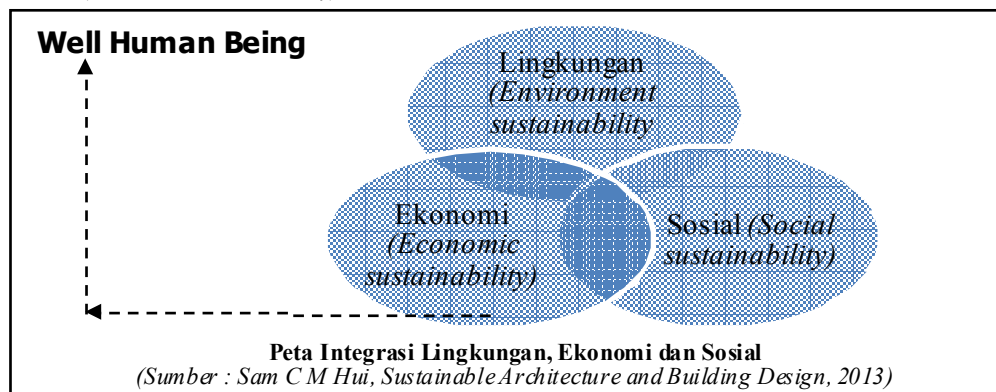 Well Human Being
Lingkungan
(Environment
sustainability
Ekonomi
(Economic
sustainability)
Sosial (Social
sustainability)
Peta Integrasi Lingkungan, Ekonomi dan Sosial
(Sumber : Sam C M Hui, Sustainable Architecture and Building Design, 2013)